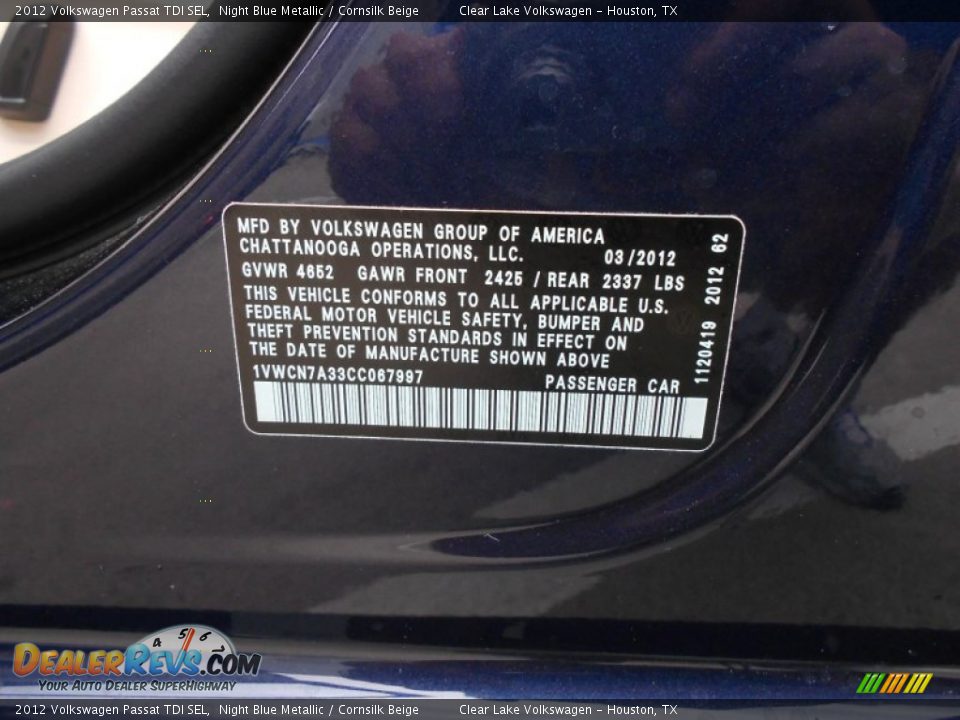 2012 Volkswagen Passat TDI SEL, Night Blue Metallic / Cornsilk Beige Clear Lake Volkswagen - Houston, TX
MFD BY VOLKSWAGEN GROUP OF AMERICA
CHATTANOOGA OPERATIONS, LLC. 03/2012
GVWR 4652 GAWR FRONT 2425 / REAR 2337 LBS
THIS VEHICLE CONFORMS TO ALL APPLICABLE U.S.
FEDERAL MOTOR VEHICLE SAFETY, BUMPER AND
THEFT PREVENTION STANDARDS IN EFFECT ON
THE DATE OF MANUFACTURE SHOWN ABOVE
1VWCN7A33CC067997 PASSENGER CAR
1120419 2012 62
4 5 6 7
DEALERREVS.COM
YOUR AUTO DEALER SUPERHIGHWAY
2012 Volkswagen Passat TDI SEL, Night Blue Metallic / Cornsilk Beige Clear Lake Volkswagen - Houston, TX